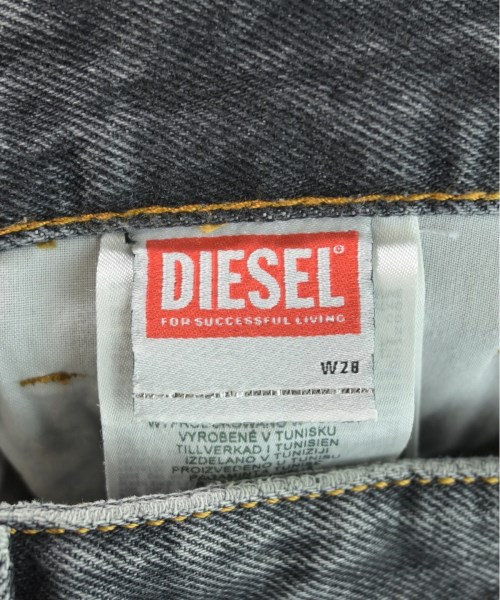 DIESEL®
FOR SUCCESSFUL LIVING
W28
VYROBENÉ V TUNISKU
TILLVERKAD I TUNISIEN
IZDELANO V TUNIZIJI